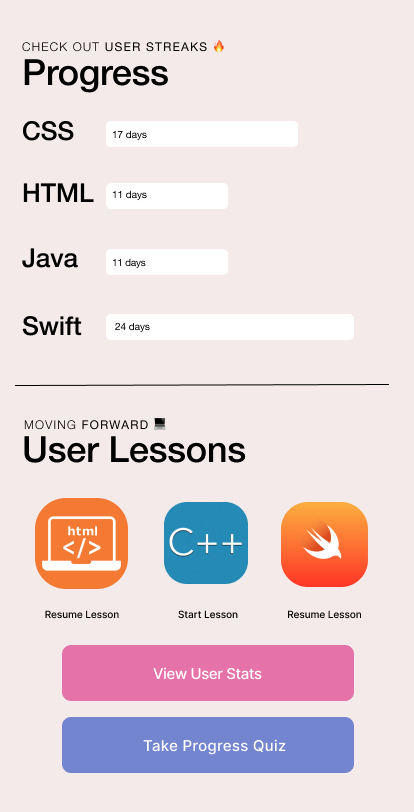 CHECK OUT USER STREAKS 🔥
Progress
CSS 17 days
HTML 11 days
Java 11 days
Swift 24 days
MOVING FORWARD
User Lessons
html
</>
C++
Resume Lesson
Start Lesson
Resume Lesson
View User Stats
Take Progress Quiz